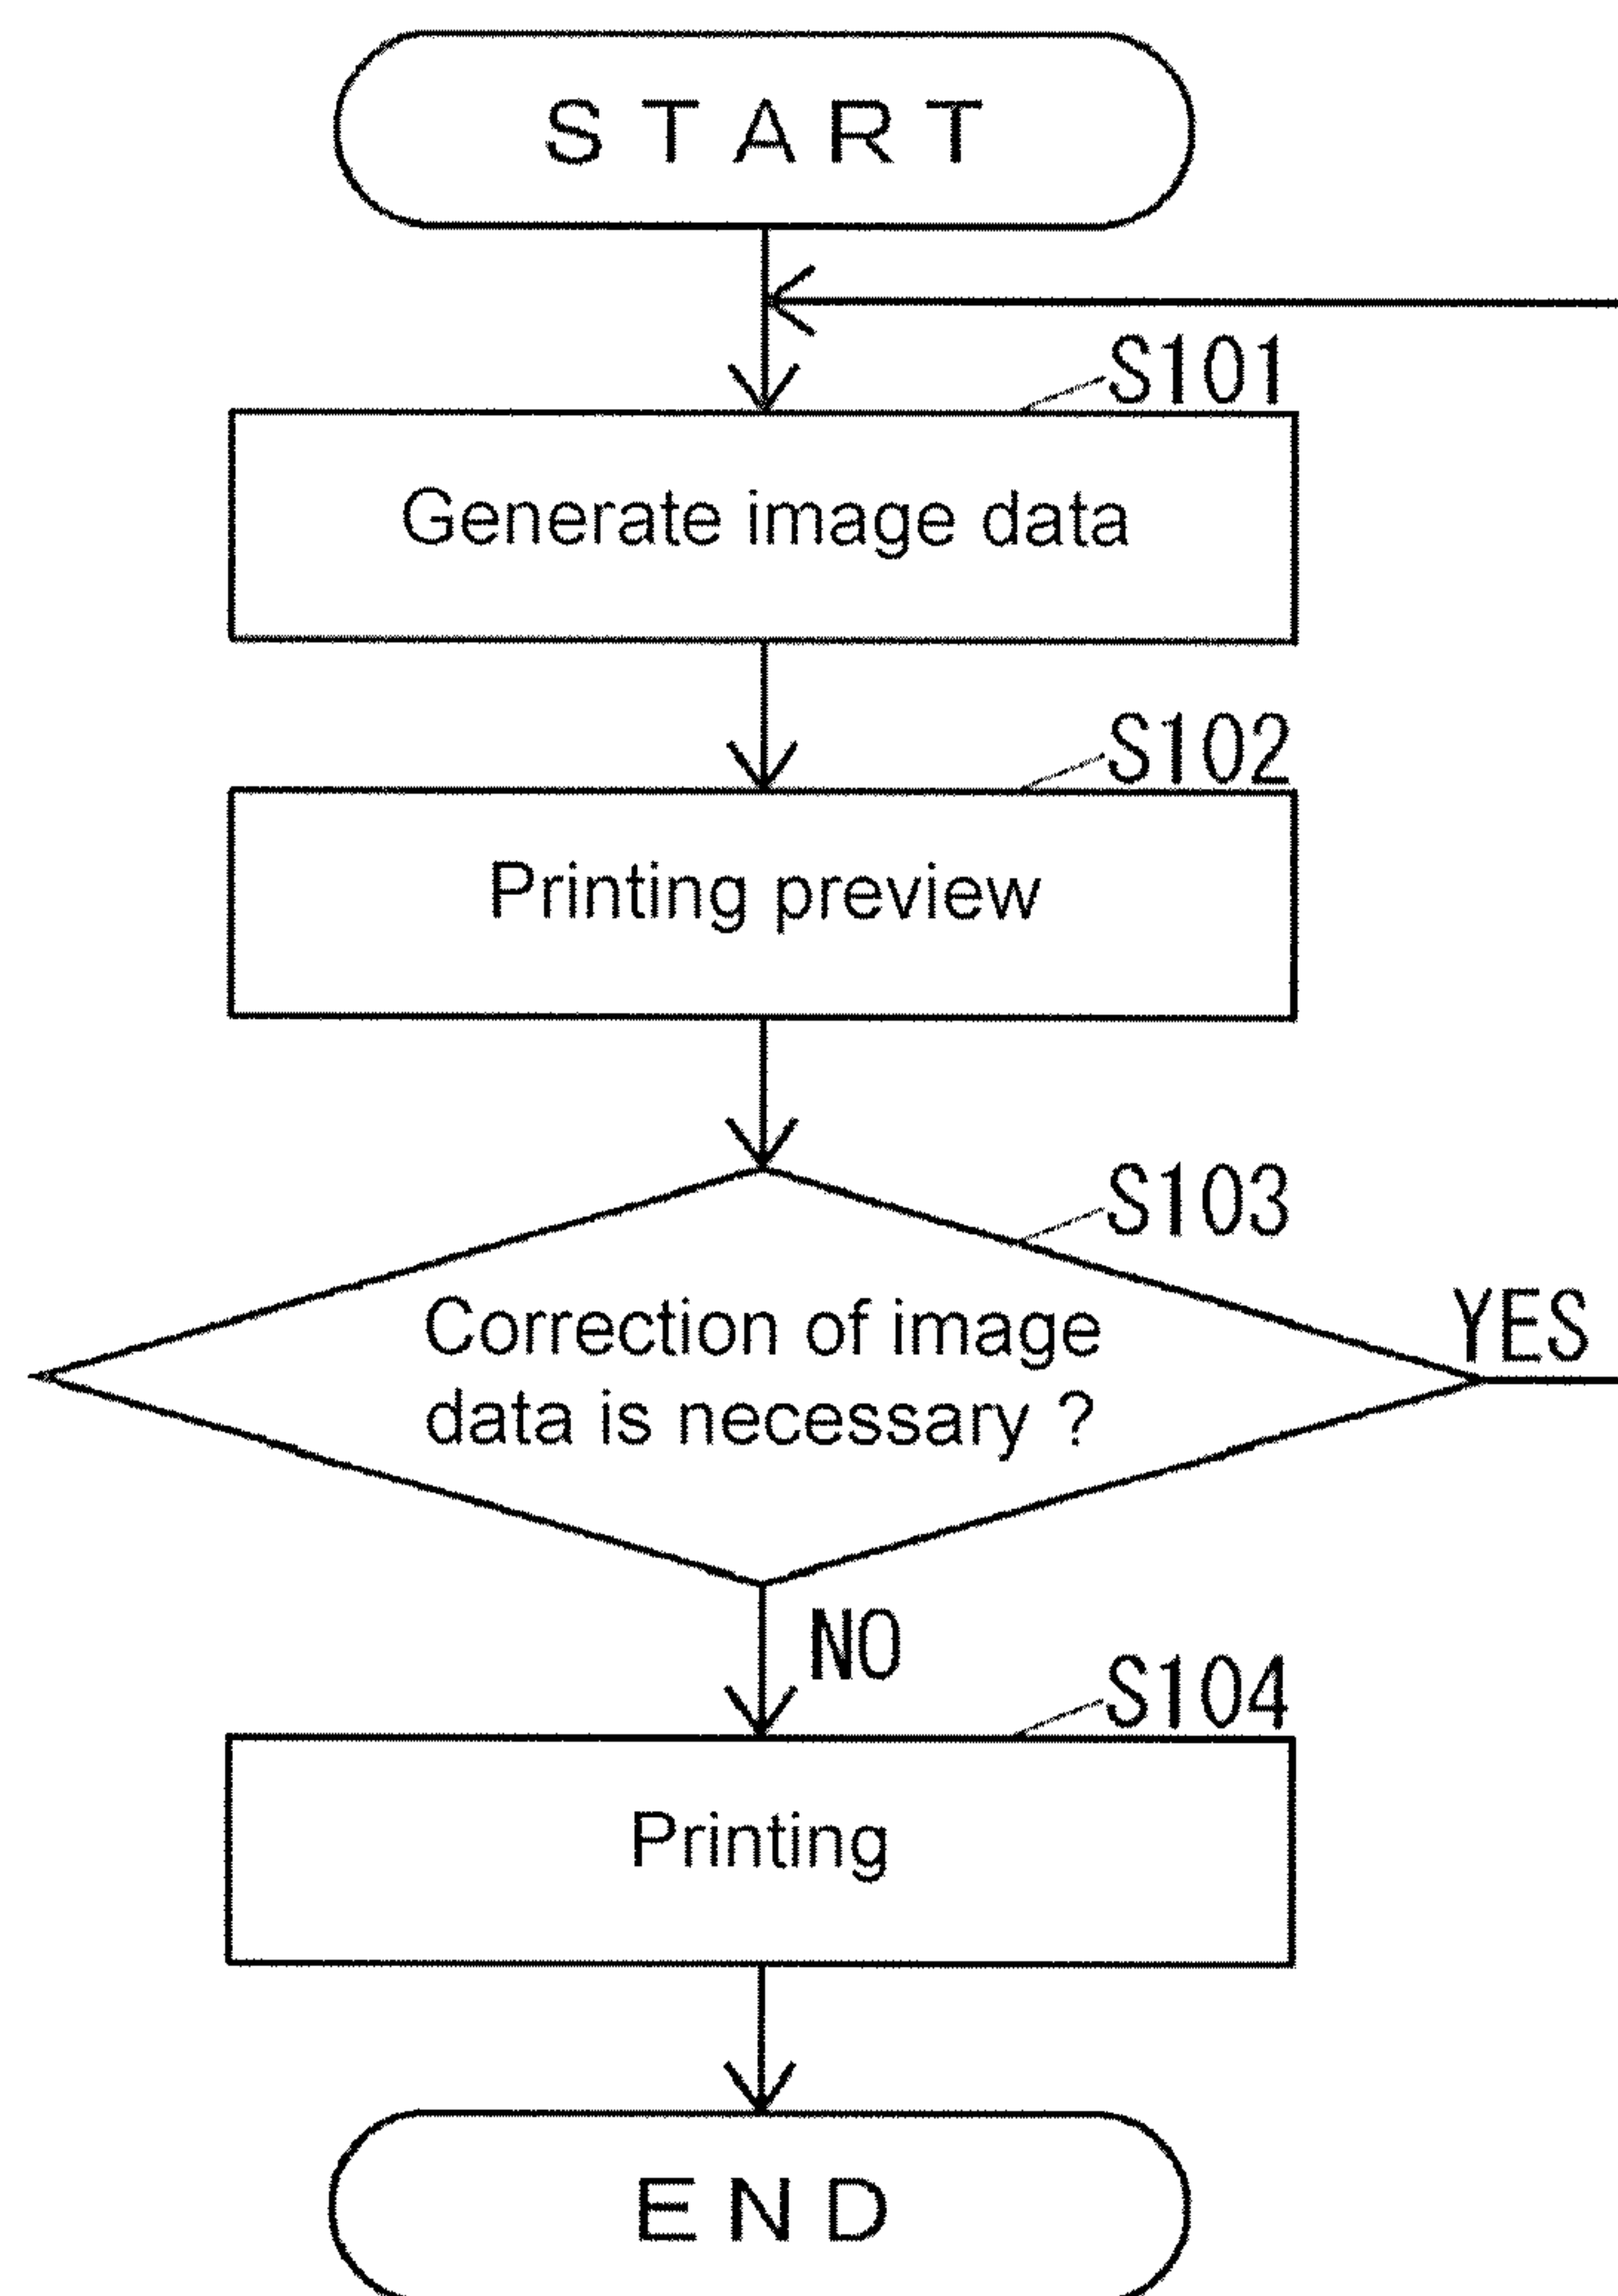 START
S101
Generate image data
S102
Printing preview
S103
Correction of image
data is necessary ?
YES
NO
S104
Printing
END